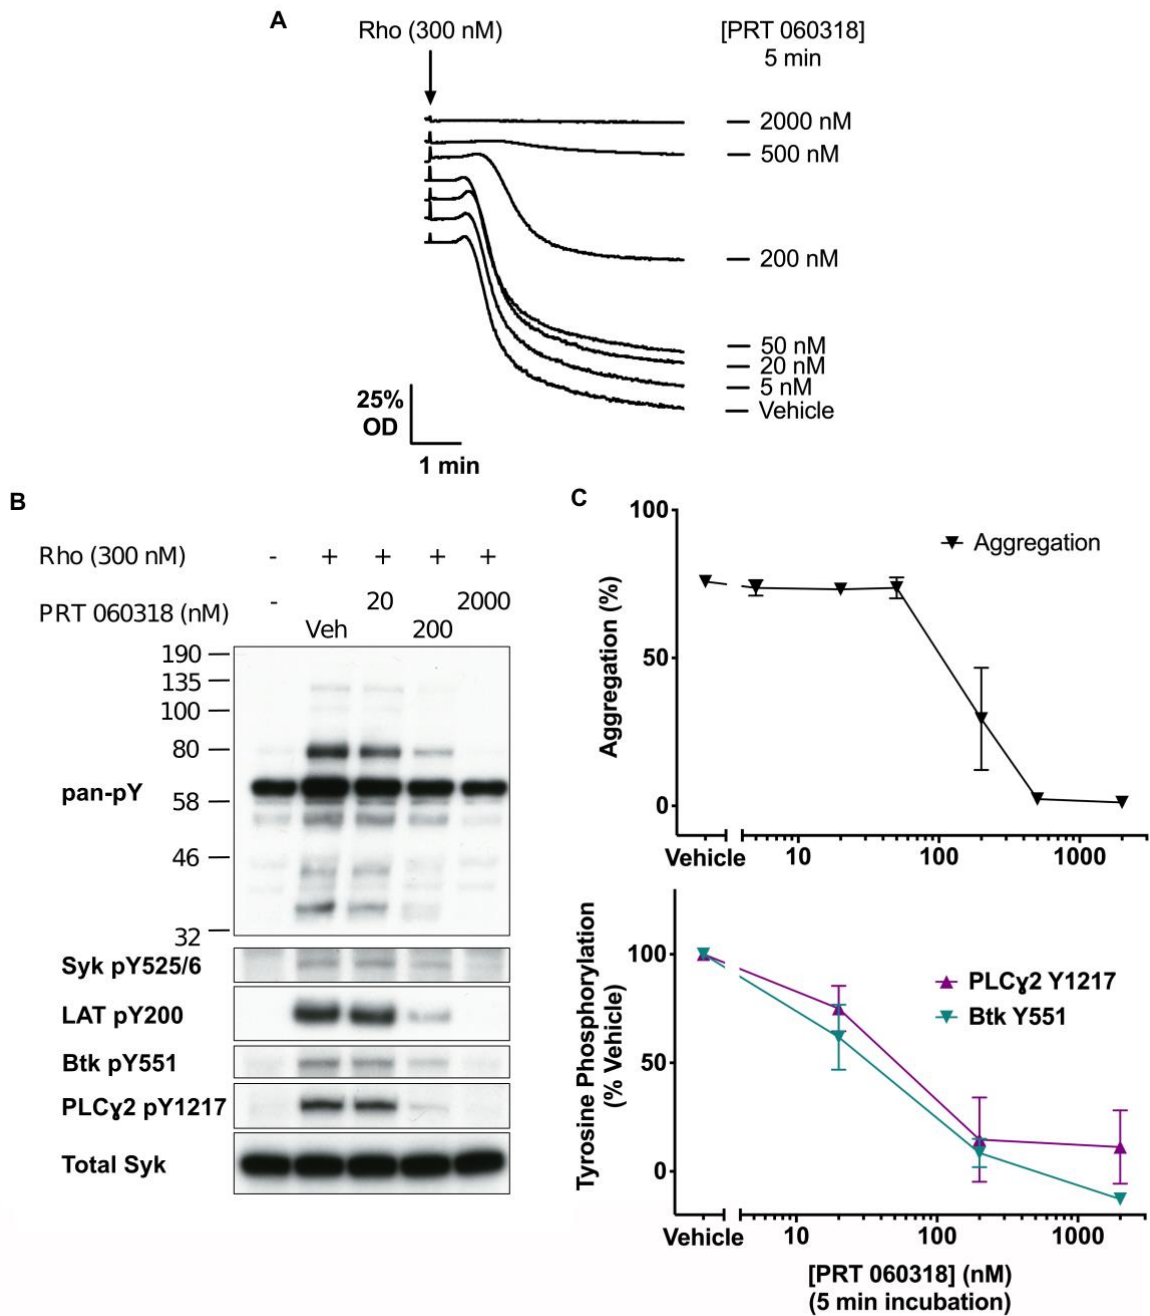 A
Rho (300 nM)
[PRT 060318]
5 min
2000 nM
500 nM
200 nM
50 nM
20 nM
5 nM
Vehicle
25%
OD
1 min
B
Rho (300 nM) - + + + +
PRT 060318 (nM) - Veh 20 200 2000
190
135
100
80
58
46
32
pan-pY
Syk pY525/6
LAT pY200
Btk pY551
PLCɣ2 pY1217
Total Syk
C
100
50
0
Aggregation (%)
Aggregation
Vehicle 10 100 1000
100
50
0
Tyrosine Phosphorylation
(% Vehicle)
PLCɣ2 Y1217
Btk Y551
Vehicle 10 100 1000
[PRT 060318] (nM)
(5 min incubation)